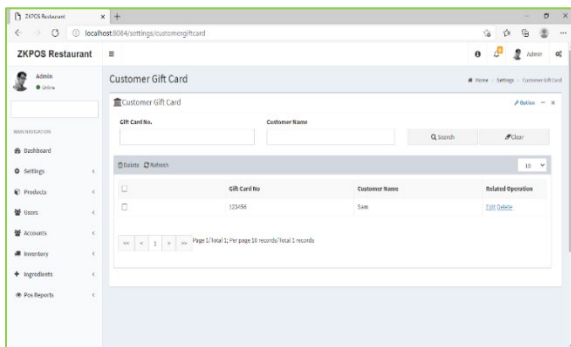 ZKPOS Restaurant
localhost:8084/settings/customergiftcard
ZKPOS Restaurant
Admin
Admin
Online
Customer Gift Card
Home
Settings
Customer Gift Card
Customer Gift Card
Option
Gift Card No.
Customer Name
Search
Clear
MAIN NAVIGATION
Dashboard
Settings
Products
Users
Accounts
Inventory
Ingredients
Pos Reports
Delete Refresh
10
Gift Card No Customer Name Related Operation
123456 Sam Edit Delete
<< < 1 > >> Page 1/Total 1; Per page 10 records/Total 1 records